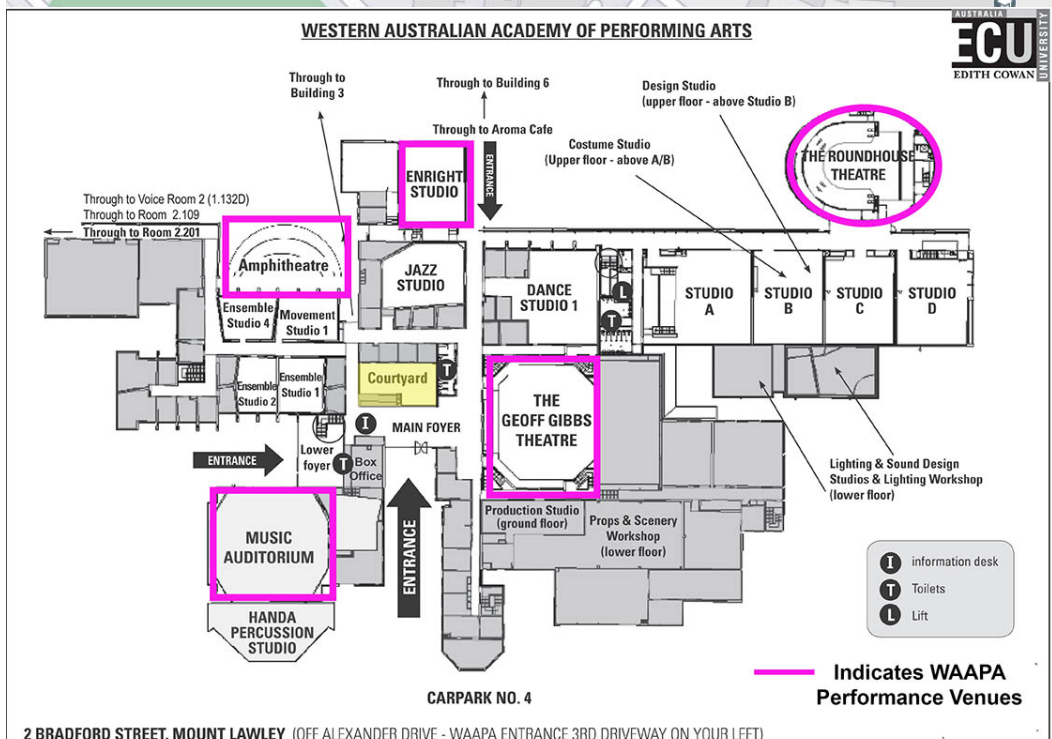 WESTERN AUSTRALIAN ACADEMY OF PERFORMING ARTS
AUSTRALIA
ECU
EDITH COWAN
UNIVERSITY
Through to
Building 3
Through to Building 6
Through to Aroma Cafe
Design Studio
(upper floor - above Studio B)
Costume Studio
(Upper floor - above A/B)
THE ROUNDHOUSE
THEATRE
ENRIGHT
STUDIO
ENTRANCE
Through to Voice Room 2 (1.132D)
Through to Room 2.109
Through to Room 2.201
Amphitheatre
JAZZ
STUDIO
DANCE
STUDIO 1
L
T
STUDIO
A
STUDIO
B
STUDIO
C
STUDIO
D
Ensemble
Studio 4
Movement
Studio 1
Ensemble
Studio 2
Ensemble
Studio 1
Courtyard
T
THE
GEOFF GIBBS
THEATRE
I
MAIN FOYER
ENTRANCE
Lower
foyer
T
Box
Office
Lighting & Sound Design
Studios & Lighting Workshop
(lower floor)
MUSIC
AUDITORIUM
ENTRANCE
Production Studio
(ground floor)
Props & Scenery
Workshop
(lower floor)
I information desk
T Toilets
L Lift
HANDA
PERCUSSION
STUDIO
Indicates WAAPA
Performance Venues
CARPARK NO. 4
2 BRADFORD STREET, MOUNT LAWLEY (OFF ALEXANDER DRIVE - WAAPA ENTRANCE 3RD DRIVEWAY ON YOUR LEFT)